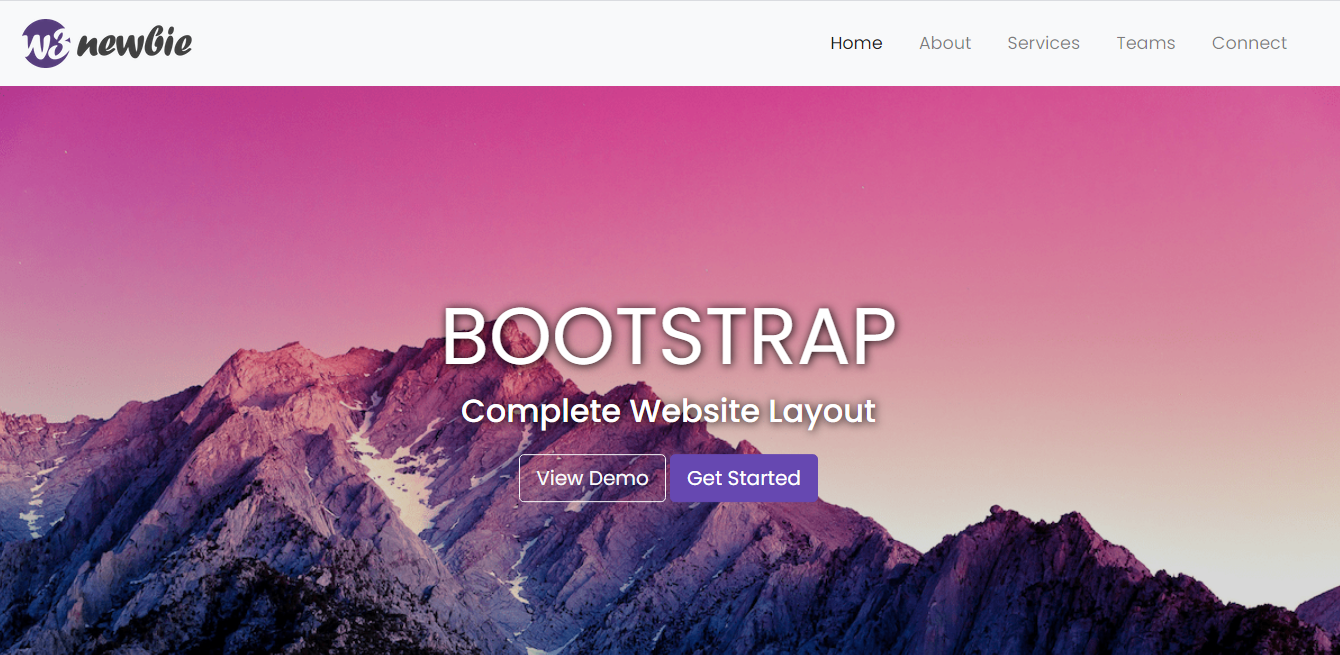 W3 newbie
Home About Services Teams Connect
BOOTSTRAP
Complete Website Layout
View Demo Get Started